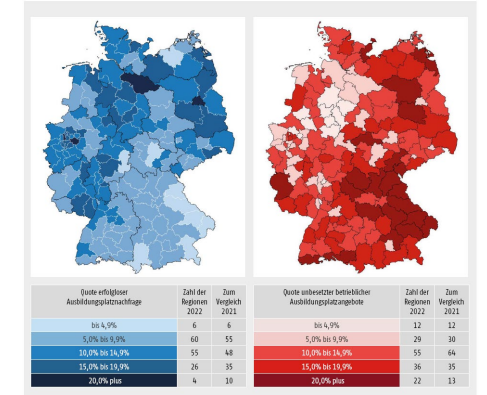 Quote erfolgloser
Ausbildungsplatznachfrage
Zahl der
Regionen
2022
Zum
Vergleich
2021
bis 4,9%
6
6
5,0% bis 9,9%
60
55
10,0% bis 14,9%
55
48
15,0% bis 19,9%
26
35
20,0% plus
4
10
Quote unbesetzter betrieblicher
Ausbildungsplatzangebote
Zahl der
Regionen
2022
Zum
Vergleich
2021
bis 4,9%
12
12
5,0% bis 9,9%
29
30
10,0% bis 14,9%
55
64
15,0% bis 19,9%
36
35
20,0% plus
22
13